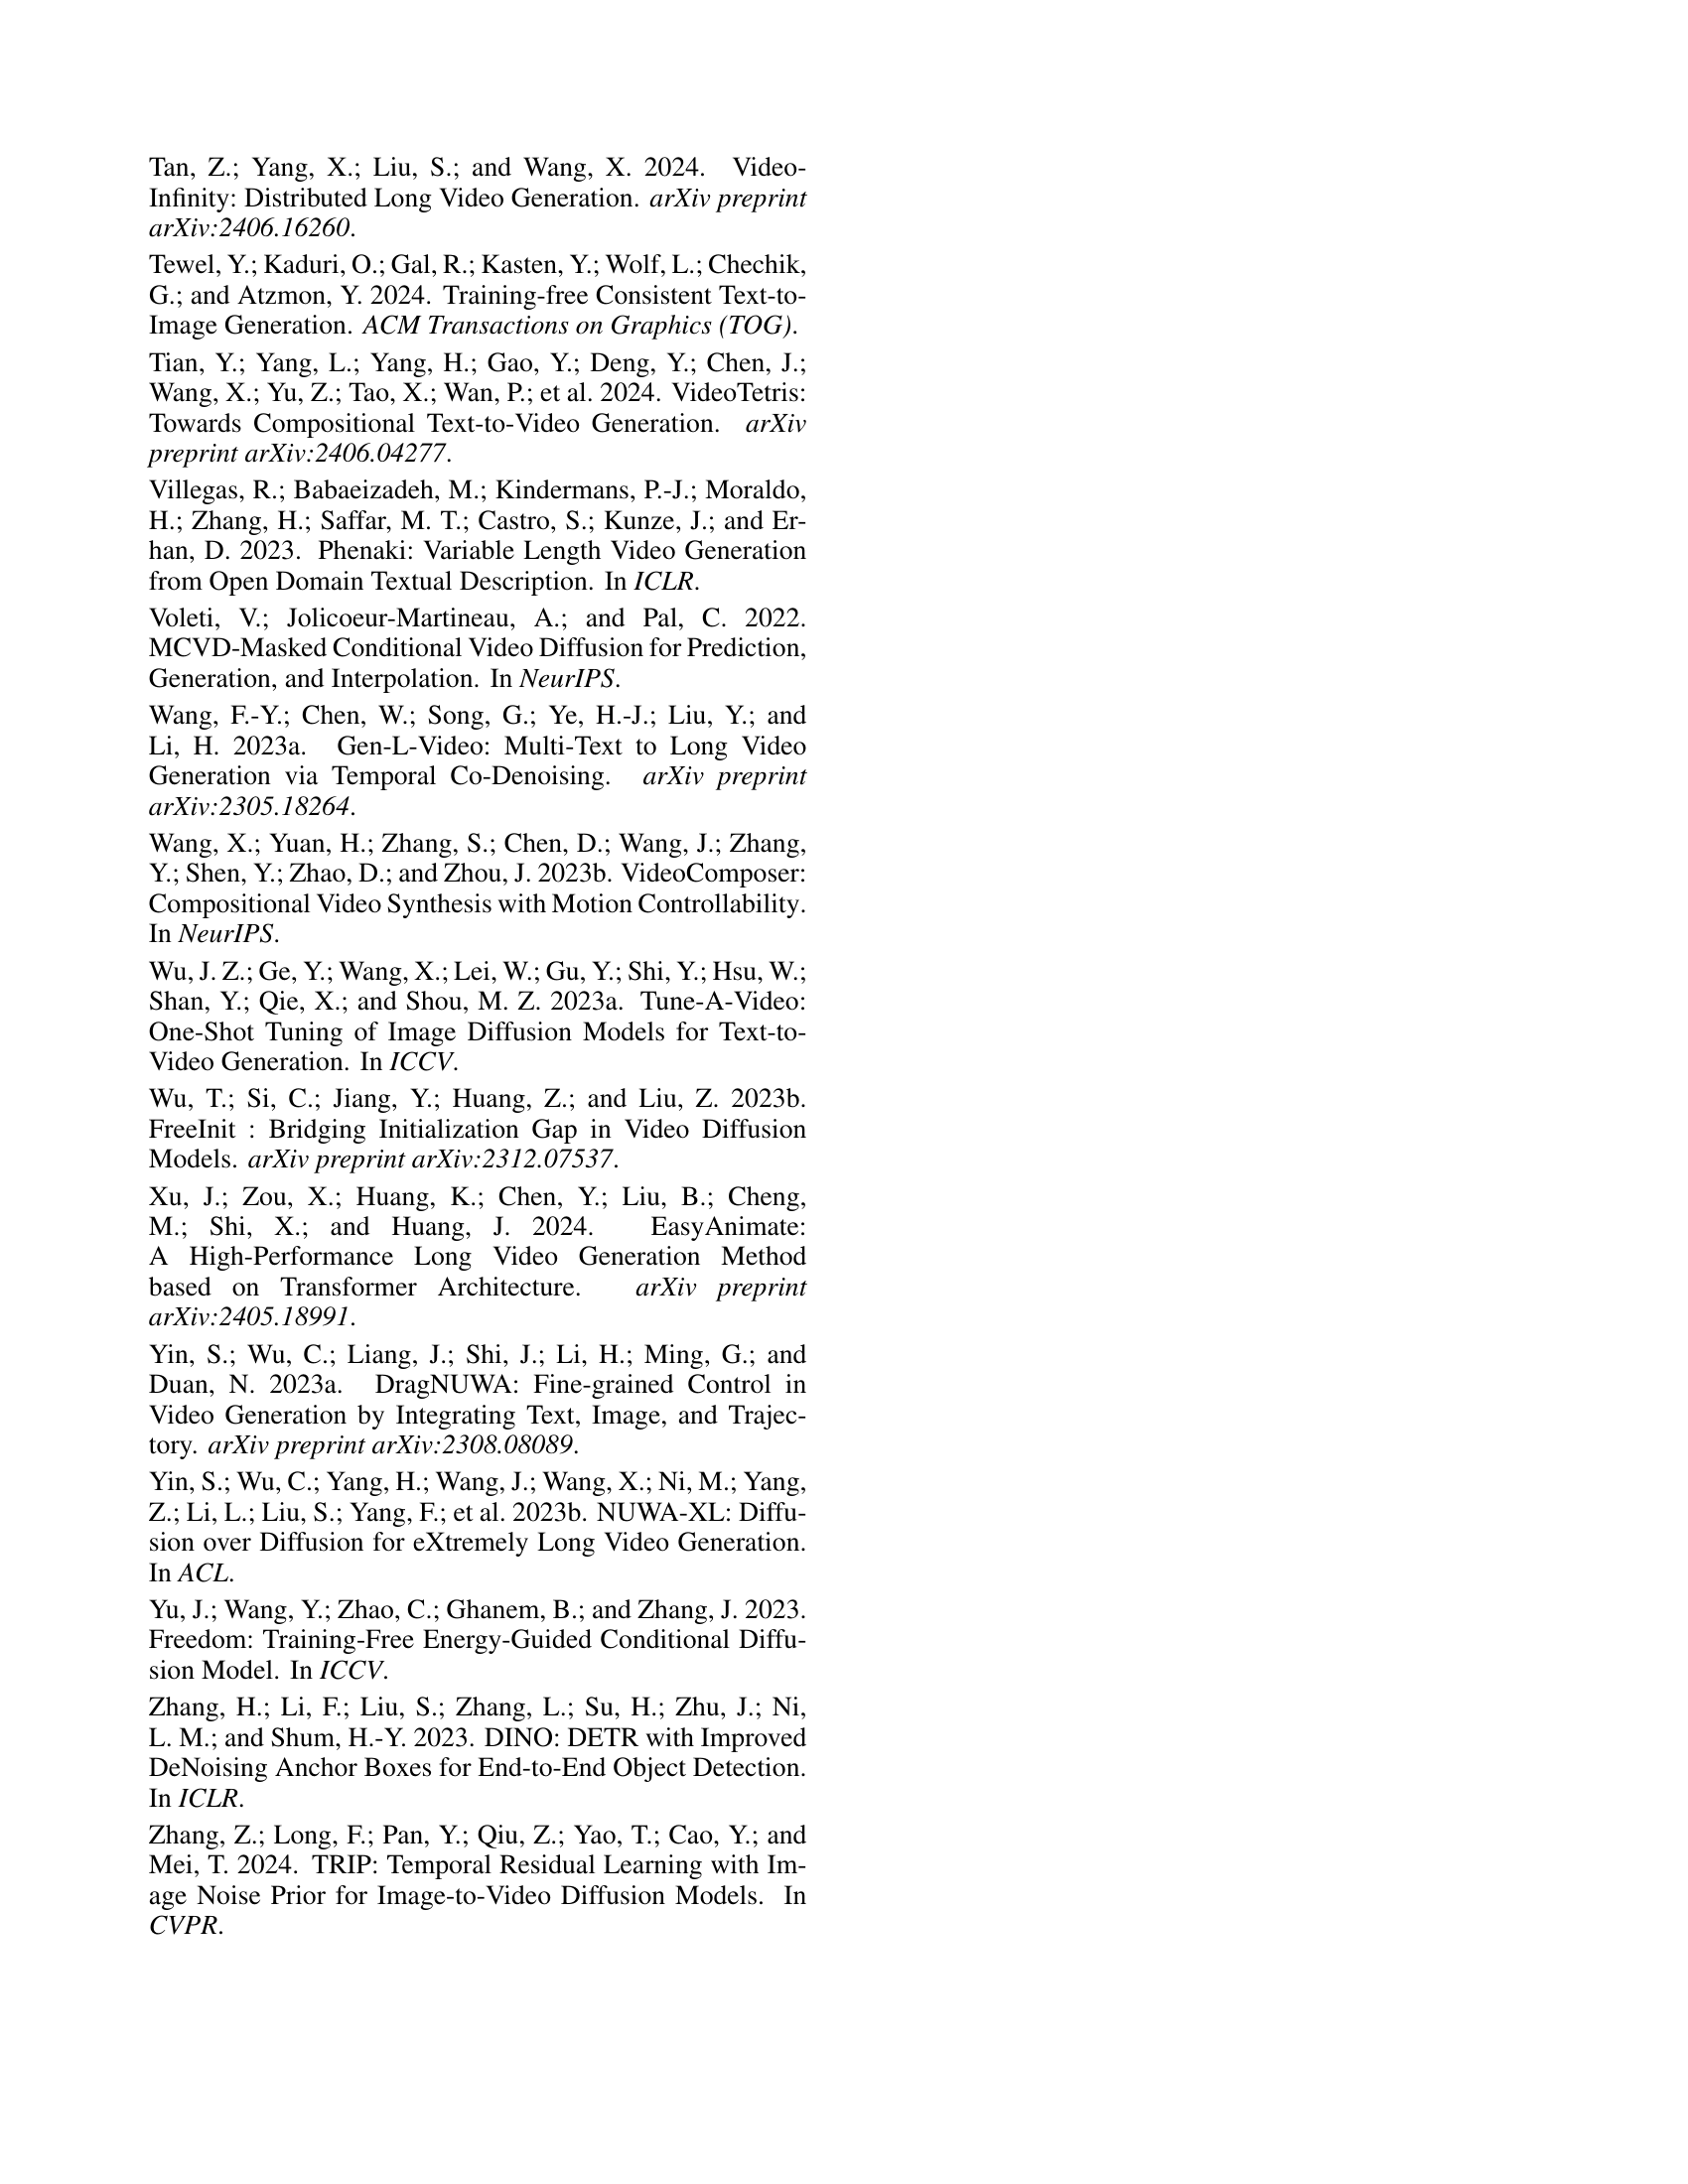 Tan, Z.; Yang, X.; Liu, S.; and Wang, X. 2024. Video-
Infinity: Distributed Long Video Generation. arXiv preprint
arXiv:2406.16260.
Tewel, Y.; Kaduri, O.; Gal, R.; Kasten, Y.; Wolf, L.; Chechik,
G.; and Atzmon, Y. 2024. Training-free Consistent Text-to-
Image Generation. ACM Transactions on Graphics (TOG).
Tian, Y.; Yang, L.; Yang, H.; Gao, Y.; Deng, Y.; Chen, J.;
Wang, X.; Yu, Z.; Tao, X.; Wan, P.; et al. 2024. VideoTetris:
Towards Compositional Text-to-Video Generation. arXiv
preprint arXiv:2406.04277.
Villegas, R.; Babaeizadeh, M.; Kindermans, P.-J.; Moraldo,
H.; Zhang, H.; Saffar, M. T.; Castro, S.; Kunze, J.; and Er-
han, D. 2023. Phenaki: Variable Length Video Generation
from Open Domain Textual Description. In ICLR.
Voleti, V.; Jolicoeur-Martineau, A.; and Pal, C. 2022.
MCVD-Masked Conditional Video Diffusion for Prediction,
Generation, and Interpolation. In NeurIPS.
Wang, F.-Y.; Chen, W.; Song, G.; Ye, H.-J.; Liu, Y.; and
Li, H. 2023a. Gen-L-Video: Multi-Text to Long Video
Generation via Temporal Co-Denoising. arXiv preprint
arXiv:2305.18264.
Wang, X.; Yuan, H.; Zhang, S.; Chen, D.; Wang, J.; Zhang,
Y.; Shen, Y.; Zhao, D.; and Zhou, J. 2023b. VideoComposer:
Compositional Video Synthesis with Motion Controllability.
In NeurIPS.
Wu, J. Z.; Ge, Y.; Wang, X.; Lei, W.; Gu, Y.; Shi, Y.; Hsu, W.;
Shan, Y.; Qie, X.; and Shou, M. Z. 2023a. Tune-A-Video:
One-Shot Tuning of Image Diffusion Models for Text-to-
Video Generation. In ICCV.
Wu, T.; Si, C.; Jiang, Y.; Huang, Z.; and Liu, Z. 2023b.
FreeInit : Bridging Initialization Gap in Video Diffusion
Models. arXiv preprint arXiv:2312.07537.
Xu, J.; Zou, X.; Huang, K.; Chen, Y.; Liu, B.; Cheng,
M.; Shi, X.; and Huang, J. 2024. EasyAnimate:
A High-Performance Long Video Generation Method
based on Transformer Architecture. arXiv preprint
arXiv:2405.18991.
Yin, S.; Wu, C.; Liang, J.; Shi, J.; Li, H.; Ming, G.; and
Duan, N. 2023a. DragNUWA: Fine-grained Control in
Video Generation by Integrating Text, Image, and Trajec-
tory. arXiv preprint arXiv:2308.08089.
Yin, S.; Wu, C.; Yang, H.; Wang, J.; Wang, X.; Ni, M.; Yang,
Z.; Li, L.; Liu, S.; Yang, F.; et al. 2023b. NUWA-XL: Diffu-
sion over Diffusion for eXtremely Long Video Generation.
In ACL.
Yu, J.; Wang, Y.; Zhao, C.; Ghanem, B.; and Zhang, J. 2023.
Freedom: Training-Free Energy-Guided Conditional Diffu-
sion Model. In ICCV.
Zhang, H.; Li, F.; Liu, S.; Zhang, L.; Su, H.; Zhu, J.; Ni,
L. M.; and Shum, H.-Y. 2023. DINO: DETR with Improved
DeNoising Anchor Boxes for End-to-End Object Detection.
In ICLR.
Zhang, Z.; Long, F.; Pan, Y.; Qiu, Z.; Yao, T.; Cao, Y.; and
Mei, T. 2024. TRIP: Temporal Residual Learning with Im-
age Noise Prior for Image-to-Video Diffusion Models. In
CVPR.